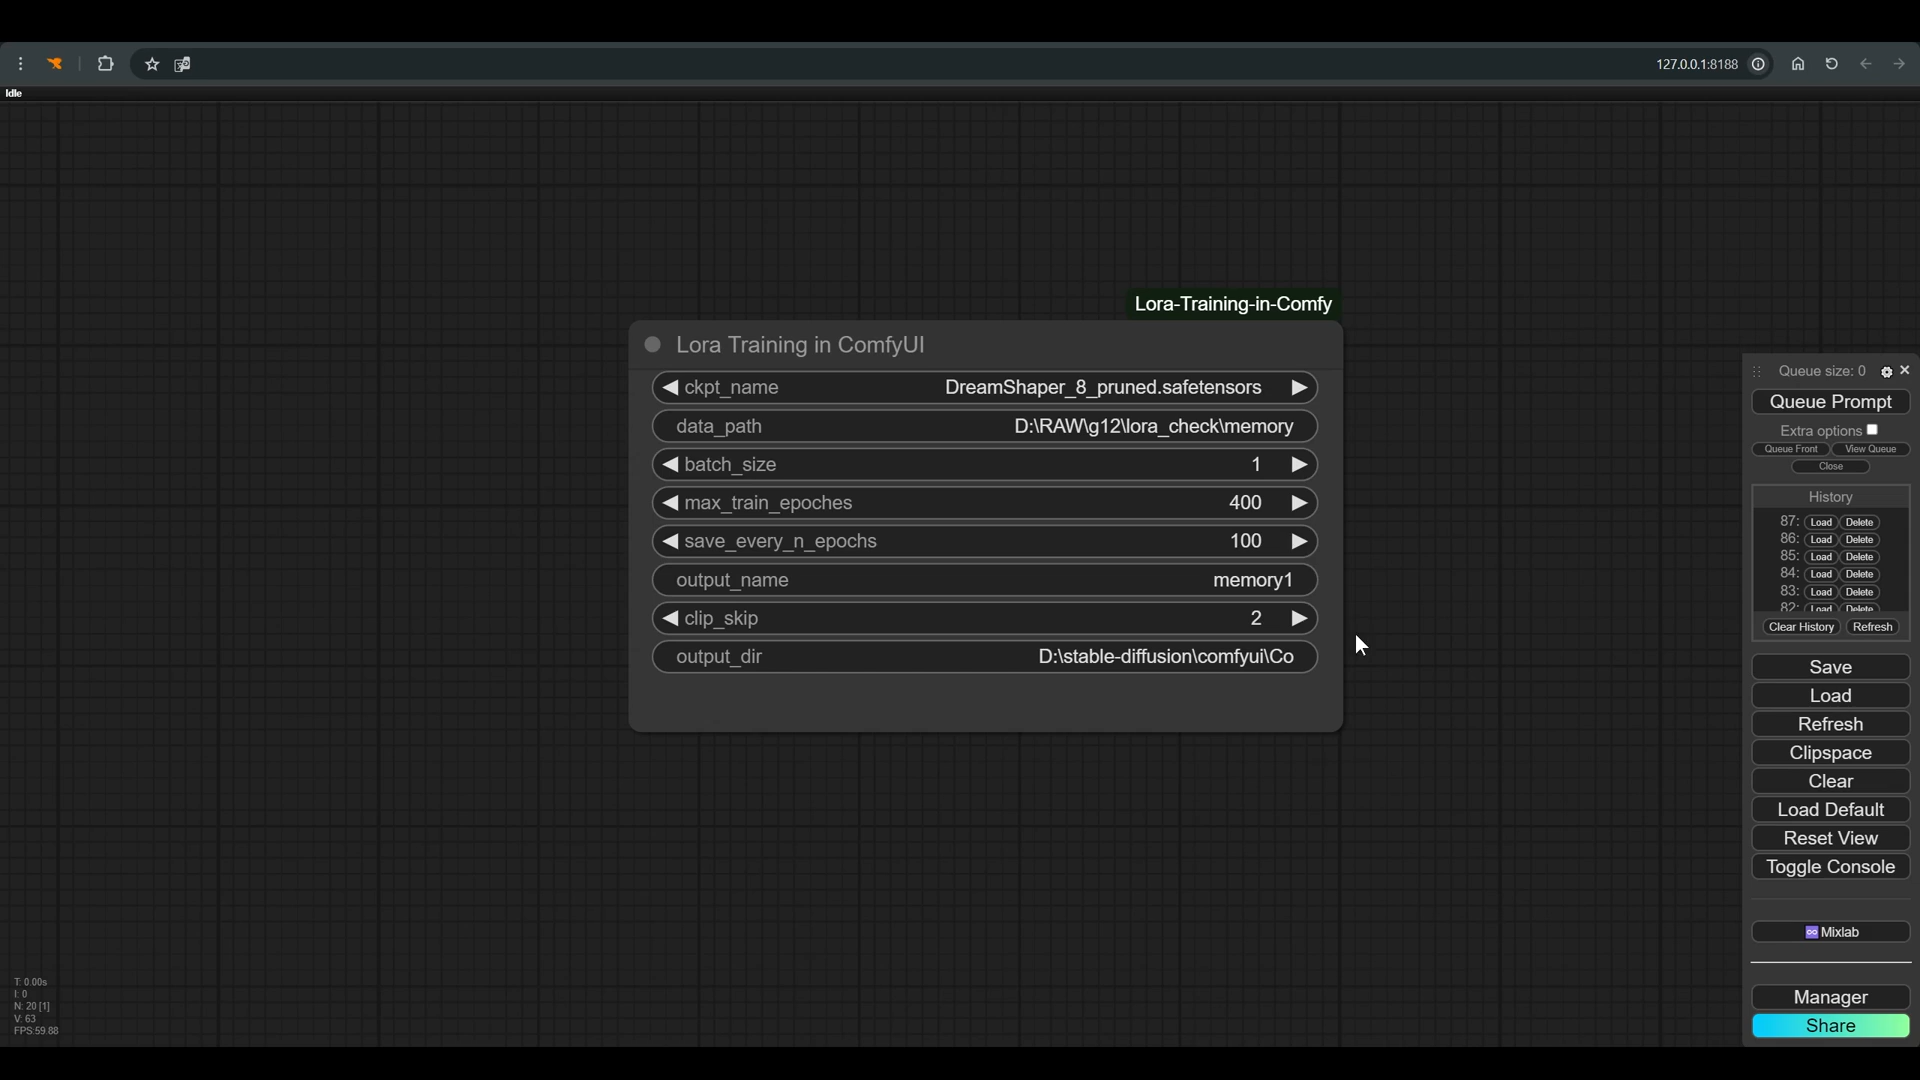 127.0.0.1:8188
Idle
Lora-Training-in-Comfy
Lora Training in ComfyUI
ckpt_name DreamShaper_8_pruned.safetensors
data_path D:\RAW\g12\lora_check\memory
batch_size 1
max_train_epoches 400
save_every_n_epochs 100
output_name memory1
clip_skip 2
output_dir D:\stable-diffusion\comfyui\Co
Queue size: 0
Queue Prompt
Extra options
Queue Front View Queue
Close
History
87: Load Delete
86: Load Delete
85: Load Delete
84: Load Delete
83: Load Delete
82: Load Delete
Clear History Refresh
Save
Load
Refresh
Clipspace
Clear
Load Default
Reset View
Toggle Console
Mixlab
Manager
Share
T: 0.00s
I: 0
N: 20 [1]
V: 63
FPS:59.88